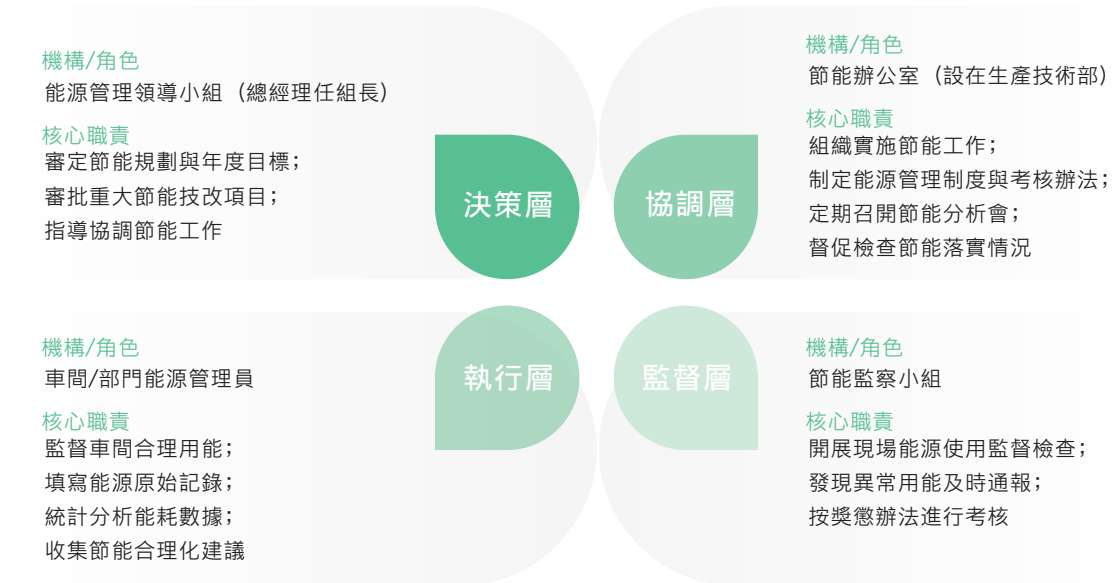 機構/角色
能源管理領導小組（總經理任組長）
核心職責
審定節能規劃與年度目標；
審批重大節能技改項目；
指導協調節能工作
決策層
協調層
機構/角色
節能辦公室（設在生產技術部）
核心職責
組織實施節能工作；
制定能源管理制度與考核辦法；
定期召開節能分析會；
督促檢查節能落實情況
機構/角色
車間/部門能源管理員
核心職責
監督車間合理用能；
填寫能源原始記錄；
統計分析能耗數據；
收集節能合理化建議
執行層
監督層
機構/角色
節能監察小組
核心職責
開展現場能源使用監督檢查；
發現異常用能及時通報；
按獎懲辦法進行考核